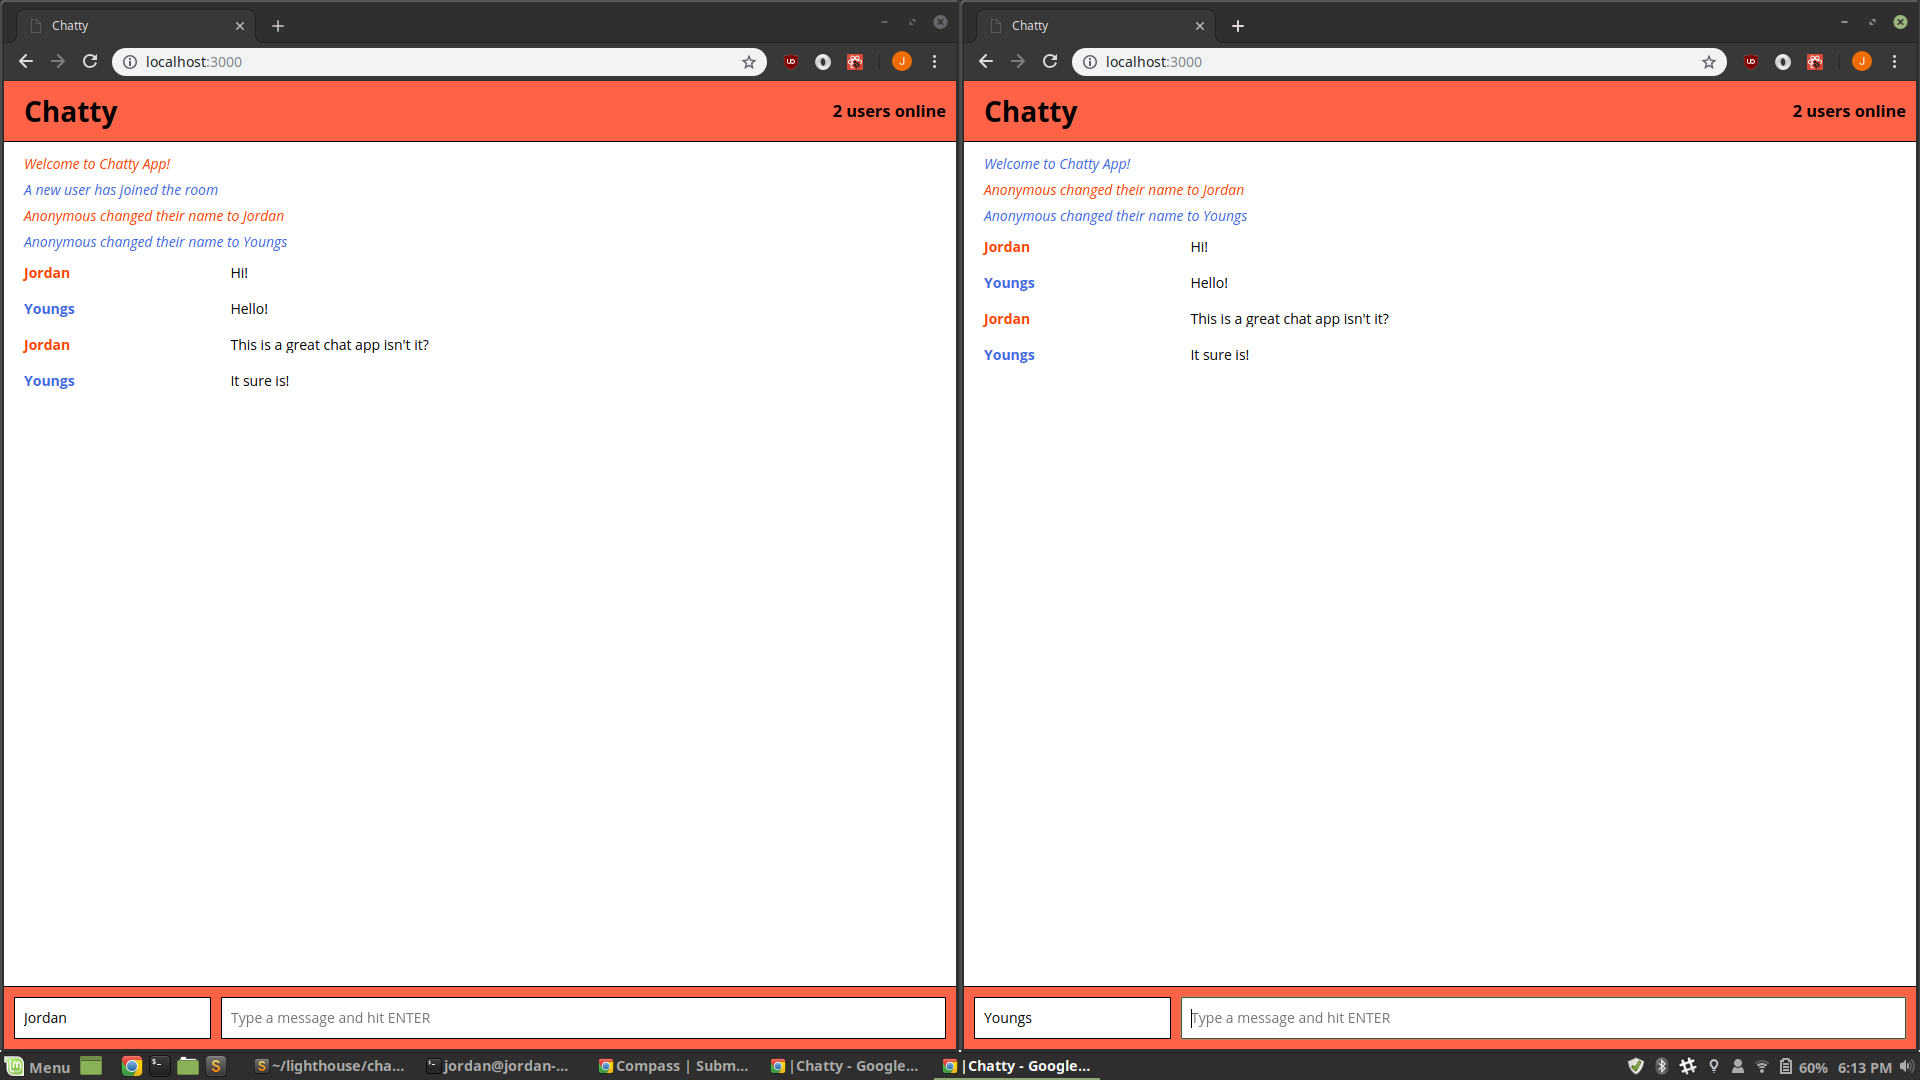 Chatty
localhost:3000
Chatty
2 users online
Welcome to Chatty App!
A new user has joined the room
Anonymous changed their name to Jordan
Anonymous changed their name to Youngs
Jordan Hi!
Youngs Hello!
Jordan This is a great chat app isn't it?
Youngs It sure is!
Jordan Type a message and hit ENTER
Chatty
localhost:3000
J
Chatty
2 users online
Welcome to Chatty App!
Anonymous changed their name to Jordan
Anonymous changed their name to Youngs
Jordan Hi!
Youngs Hello!
Jordan This is a great chat app isn't it?
Youngs It sure is!
Youngs Type a message and hit ENTER
Menu S ~/lighthouse/cha... jordan@jordan-... Compass | Subm... |Chatty - Google... |Chatty - Google... 60% 6:13 PM